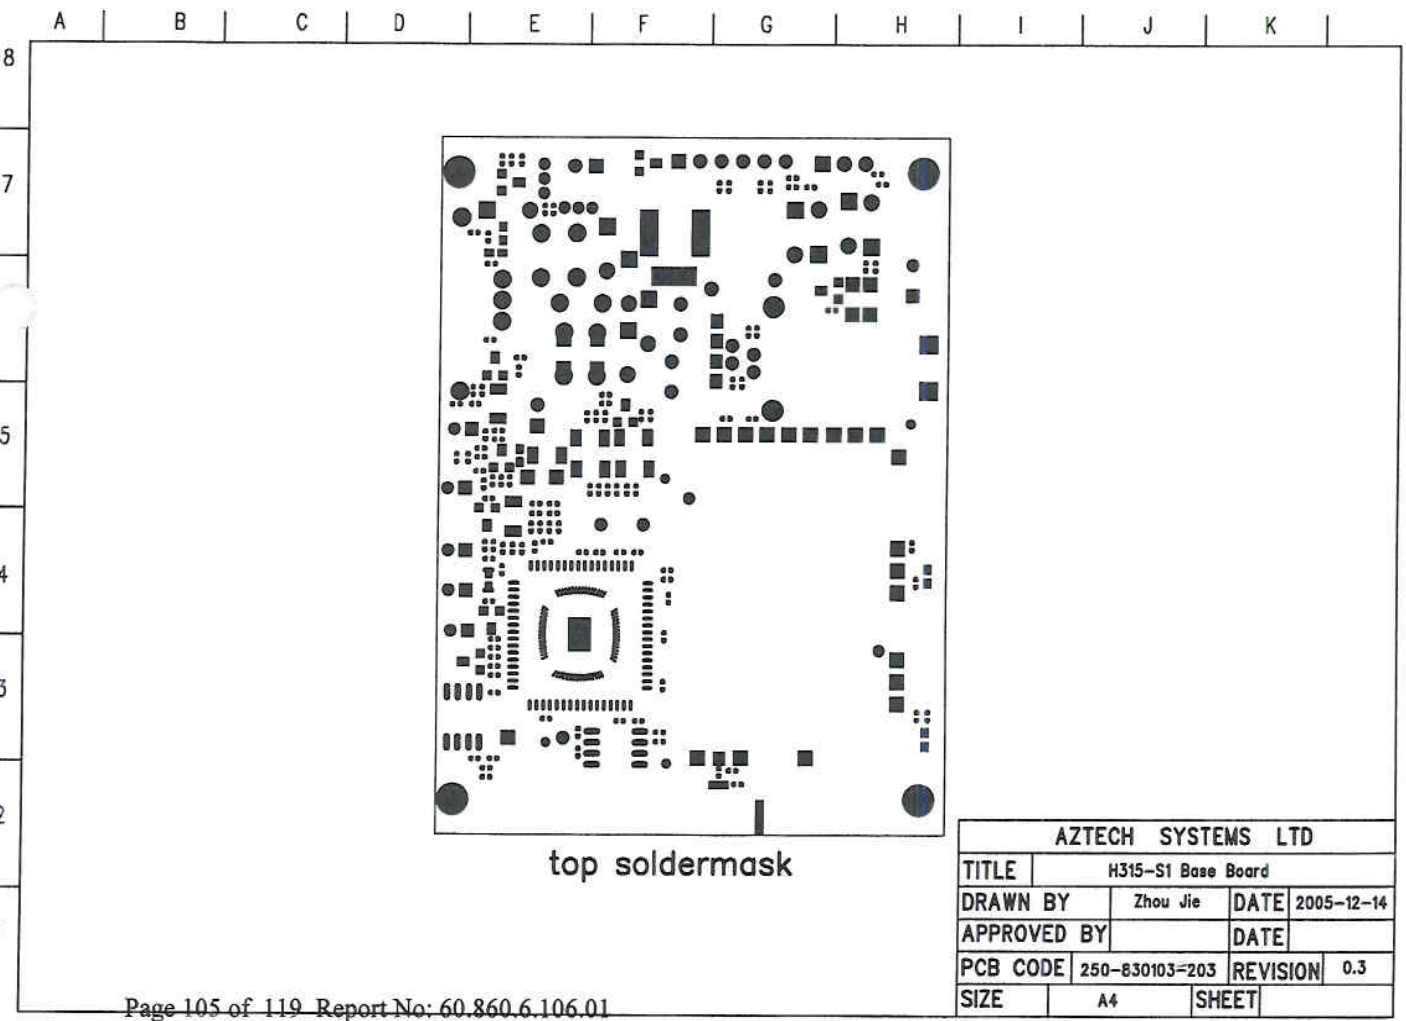 A B C D E F G H I J K
8
7
5
4
3
2
top soldermask
AZTECH SYSTEMS LTD
TITLE H315-S1 Base Board
DRAWN BY Zhou Jie DATE 2005-12-14
APPROVED BY DATE
PCB CODE 250-830103-203 REVISION 0.3
SIZE A4 SHEET
Page 105 of 119 Report No: 60.860.6.106.01